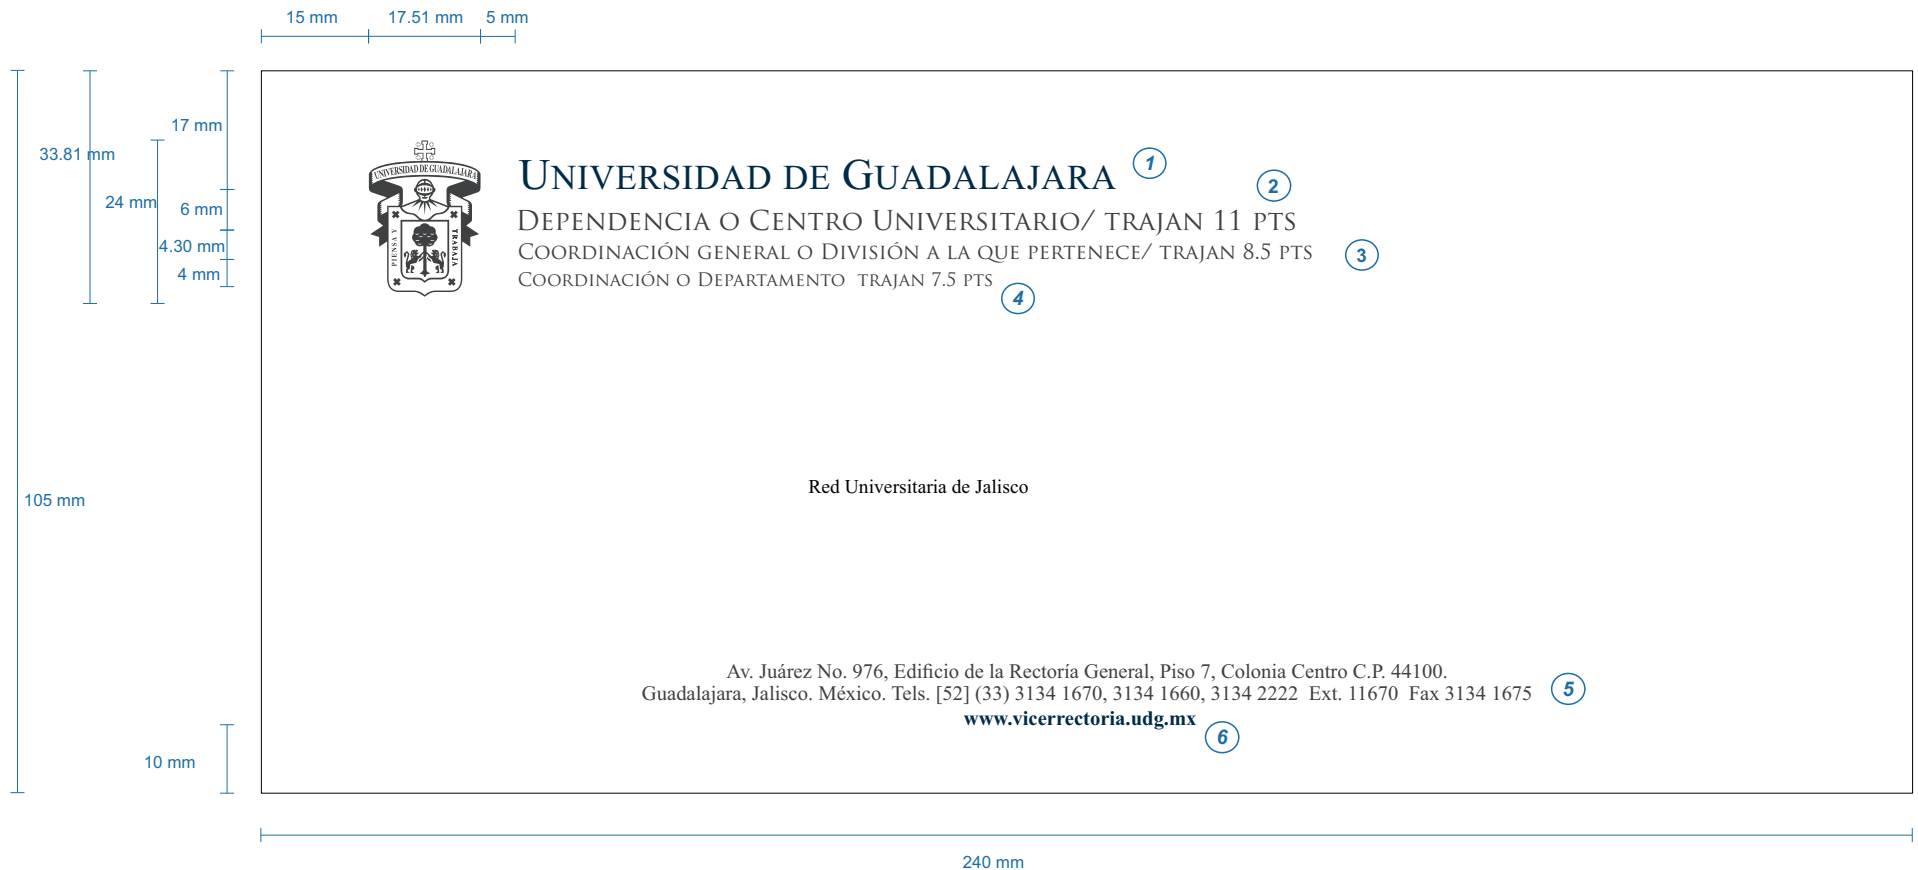 15 mm 17.51 mm 5 mm
17 mm
33.81 mm
24 mm
6 mm
4.30 mm
4 mm
105 mm
10 mm
240 mm
UNIVERSIDAD DE GUADALAJARA
PIENSA Y
TRABAJA
UNIVERSIDAD DE GUADALAJARA 1
2
DEPENDENCIA O CENTRO UNIVERSITARIO/ TRAJAN 11 PTS
COORDINACIÓN GENERAL O DIVISIÓN A LA QUE PERTENECE/ TRAJAN 8.5 PTS 3
COORDINACIÓN O DEPARTAMENTO TRAJAN 7.5 PTS 4
Red Universitaria de Jalisco
Av. Juárez No. 976, Edificio de la Rectoría General, Piso 7, Colonia Centro C.P. 44100.
Guadalajara, Jalisco. México. Tels. [52] (33) 3134 1670, 3134 1660, 3134 2222 Ext. 11670 Fax 3134 1675 5
www.vicerrectoria.udg.mx 6